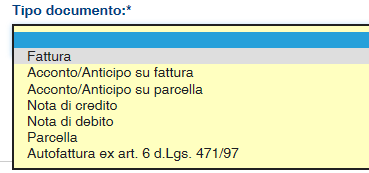 Tipo documento:*
Fattura
Acconto/Anticipo su fattura
Acconto/Anticipo su parcella
Nota di credito
Nota di debito
Parcella
Autofattura ex art. 6 d.Lgs. 471/97